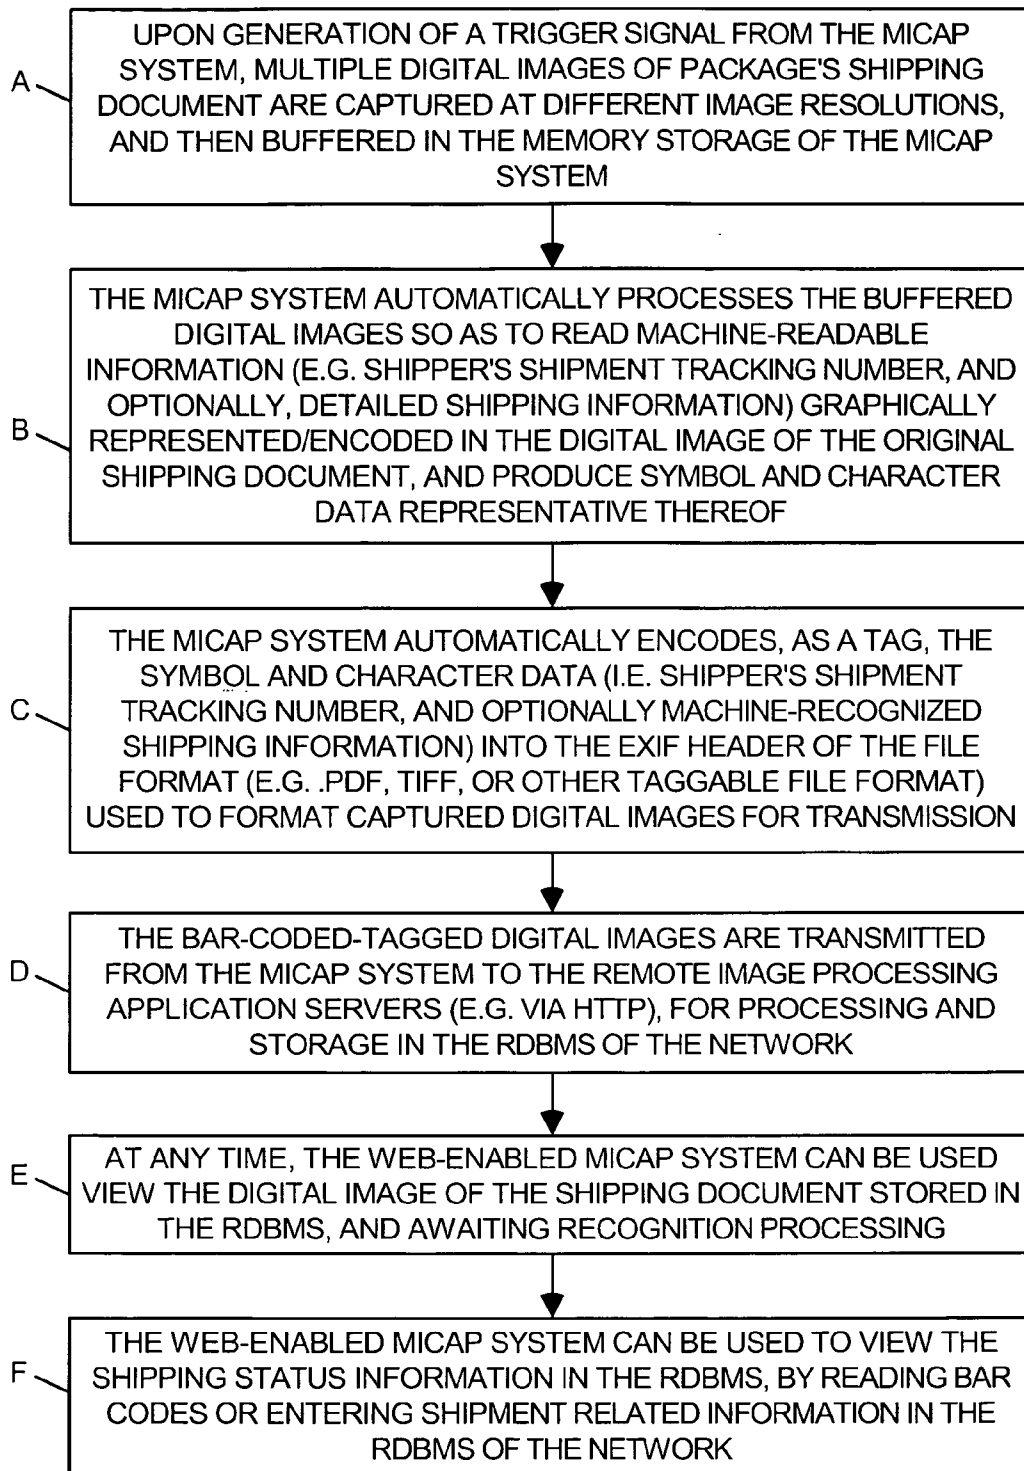 A
UPON GENERATION OF A TRIGGER SIGNAL FROM THE MICAP
SYSTEM, MULTIPLE DIGITAL IMAGES OF PACKAGE'S SHIPPING
DOCUMENT ARE CAPTURED AT DIFFERENT IMAGE RESOLUTIONS,
AND THEN BUFFERED IN THE MEMORY STORAGE OF THE MICAP
SYSTEM
B
THE MICAP SYSTEM AUTOMATICALLY PROCESSES THE BUFFERED
DIGITAL IMAGES SO AS TO READ MACHINE-READABLE
INFORMATION (E.G. SHIPPER'S SHIPMENT TRACKING NUMBER, AND
OPTIONALLY, DETAILED SHIPPING INFORMATION) GRAPHICALLY
REPRESENTED/ENCODED IN THE DIGITAL IMAGE OF THE ORIGINAL
SHIPPING DOCUMENT, AND PRODUCE SYMBOL AND CHARACTER
DATA REPRESENTATIVE THEREOF
C
THE MICAP SYSTEM AUTOMATICALLY ENCODES, AS A TAG, THE
SYMBOL AND CHARACTER DATA (I.E. SHIPPER'S SHIPMENT
TRACKING NUMBER, AND OPTIONALLY MACHINE-RECOGNIZED
SHIPPING INFORMATION) INTO THE EXIF HEADER OF THE FILE
FORMAT (E.G. .PDF, TIFF, OR OTHER TAGGABLE FILE FORMAT)
USED TO FORMAT CAPTURED DIGITAL IMAGES FOR TRANSMISSION
D
THE BAR-CODED-TAGGED DIGITAL IMAGES ARE TRANSMITTED
FROM THE MICAP SYSTEM TO THE REMOTE IMAGE PROCESSING
APPLICATION SERVERS (E.G. VIA HTTP), FOR PROCESSING AND
STORAGE IN THE RDBMS OF THE NETWORK
E
AT ANY TIME, THE WEB-ENABLED MICAP SYSTEM CAN BE USED
VIEW THE DIGITAL IMAGE OF THE SHIPPING DOCUMENT STORED IN
THE RDBMS, AND AWAITING RECOGNITION PROCESSING
F
THE WEB-ENABLED MICAP SYSTEM CAN BE USED TO VIEW THE
SHIPPING STATUS INFORMATION IN THE RDBMS, BY READING BAR
CODES OR ENTERING SHIPMENT RELATED INFORMATION IN THE
RDBMS OF THE NETWORK